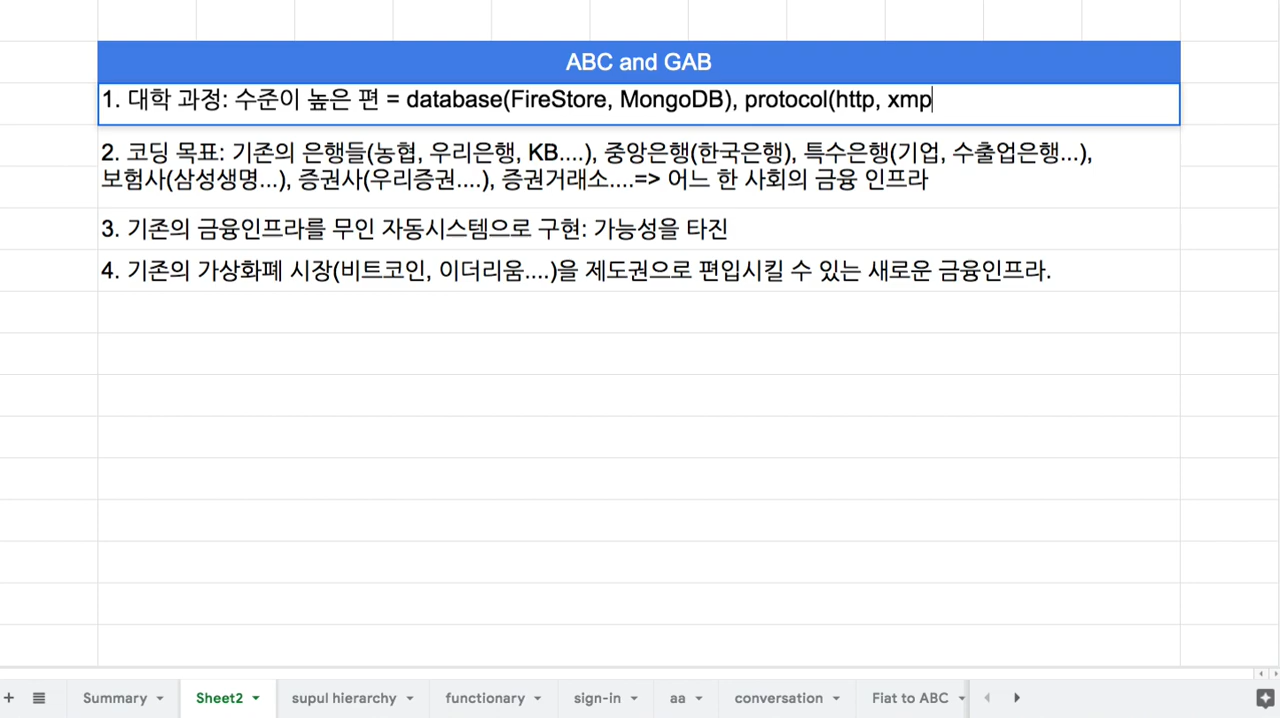 ABC and GAB
1. 대학 과정: 수준이 높은 편 = database(FireStore, MongoDB), protocol(http, xmp
2. 코딩 목표: 기존의 은행들(농협, 우리은행, KB....), 중앙은행(한국은행), 특수은행(기업, 수출업은행...),
보험사(삼성생명...), 증권사(우리증권....), 증권거래소....=> 어느 한 사회의 금융 인프라
3. 기존의 금융인프라를 무인 자동시스템으로 구현: 가능성을 타진
4. 기존의 가상화폐 시장(비트코인, 이더리움....)을 제도권으로 편입시킬 수 있는 새로운 금융인프라.
Summary Sheet2 supul hierarchy functionary sign-in aa conversation Fiat to ABC